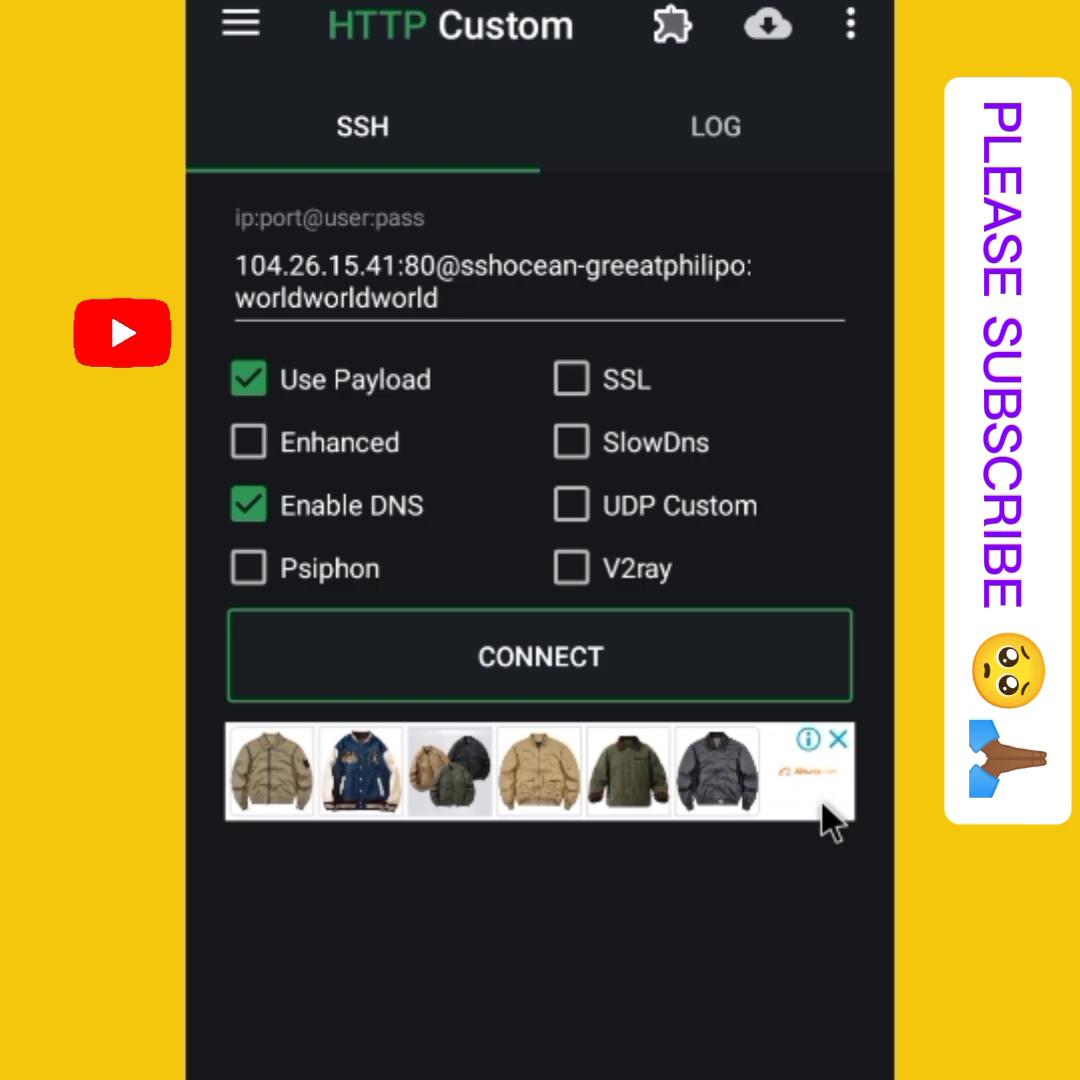 HTTP Custom
SSH
LOG
ip:port@user:pass
104.26.15.41:80@sshocean-greeatphilipo:
worldworldworld
Use Payload
SSL
Enhanced
SlowDns
Enable DNS
UDP Custom
Psiphon
V2ray
CONNECT
PLEASE SUBSCRIBE 🥺🙏🏾